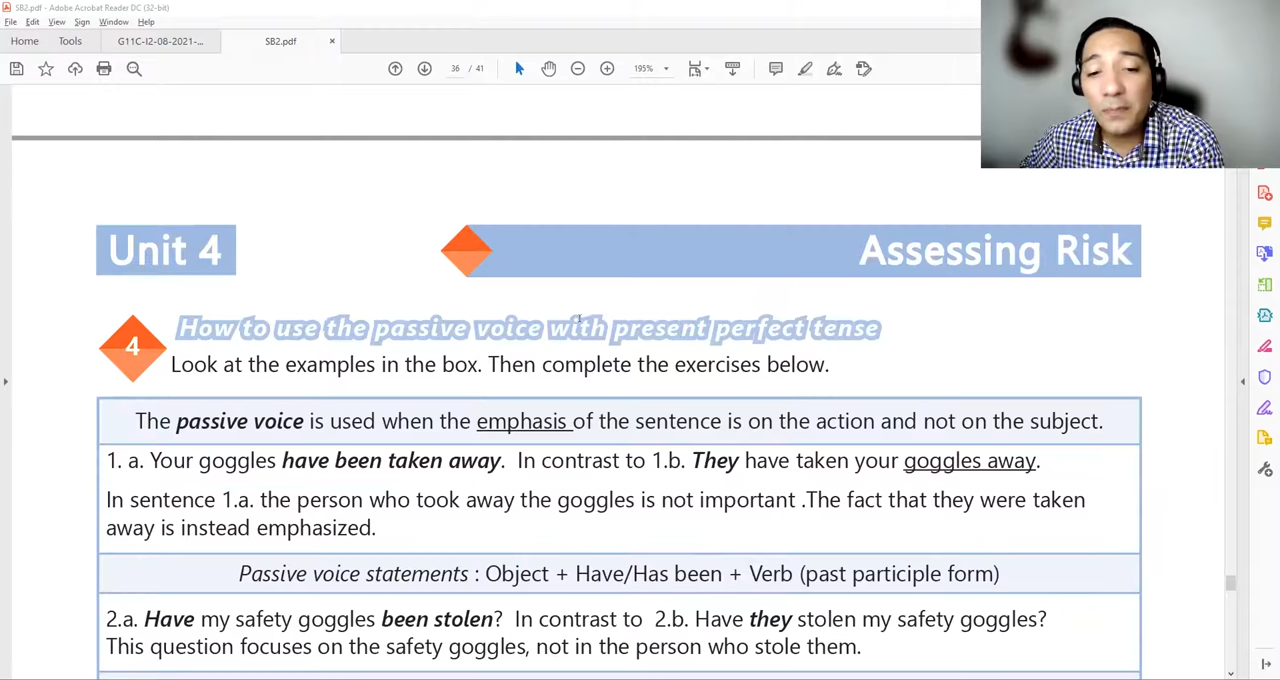 SB2.pdf - Adobe Acrobat Reader DC (32-bit)
File Edit View Sign Window Help
Home Tools G11C-I2-08-2021-... SB2.pdf ×
36 / 41 195%
Unit 4 Assessing Risk
4 How to use the passive voice with present perfect tense
Look at the examples in the box. Then complete the exercises below.
The passive voice is used when the emphasis of the sentence is on the action and not on the subject.
1. a. Your goggles have been taken away. In contrast to 1.b. They have taken your goggles away.
In sentence 1.a. the person who took away the goggles is not important .The fact that they were taken
away is instead emphasized.
Passive voice statements : Object + Have/Has been + Verb (past participle form)
2.a. Have my safety goggles been stolen? In contrast to 2.b. Have they stolen my safety goggles?
This question focuses on the safety goggles, not in the person who stole them.